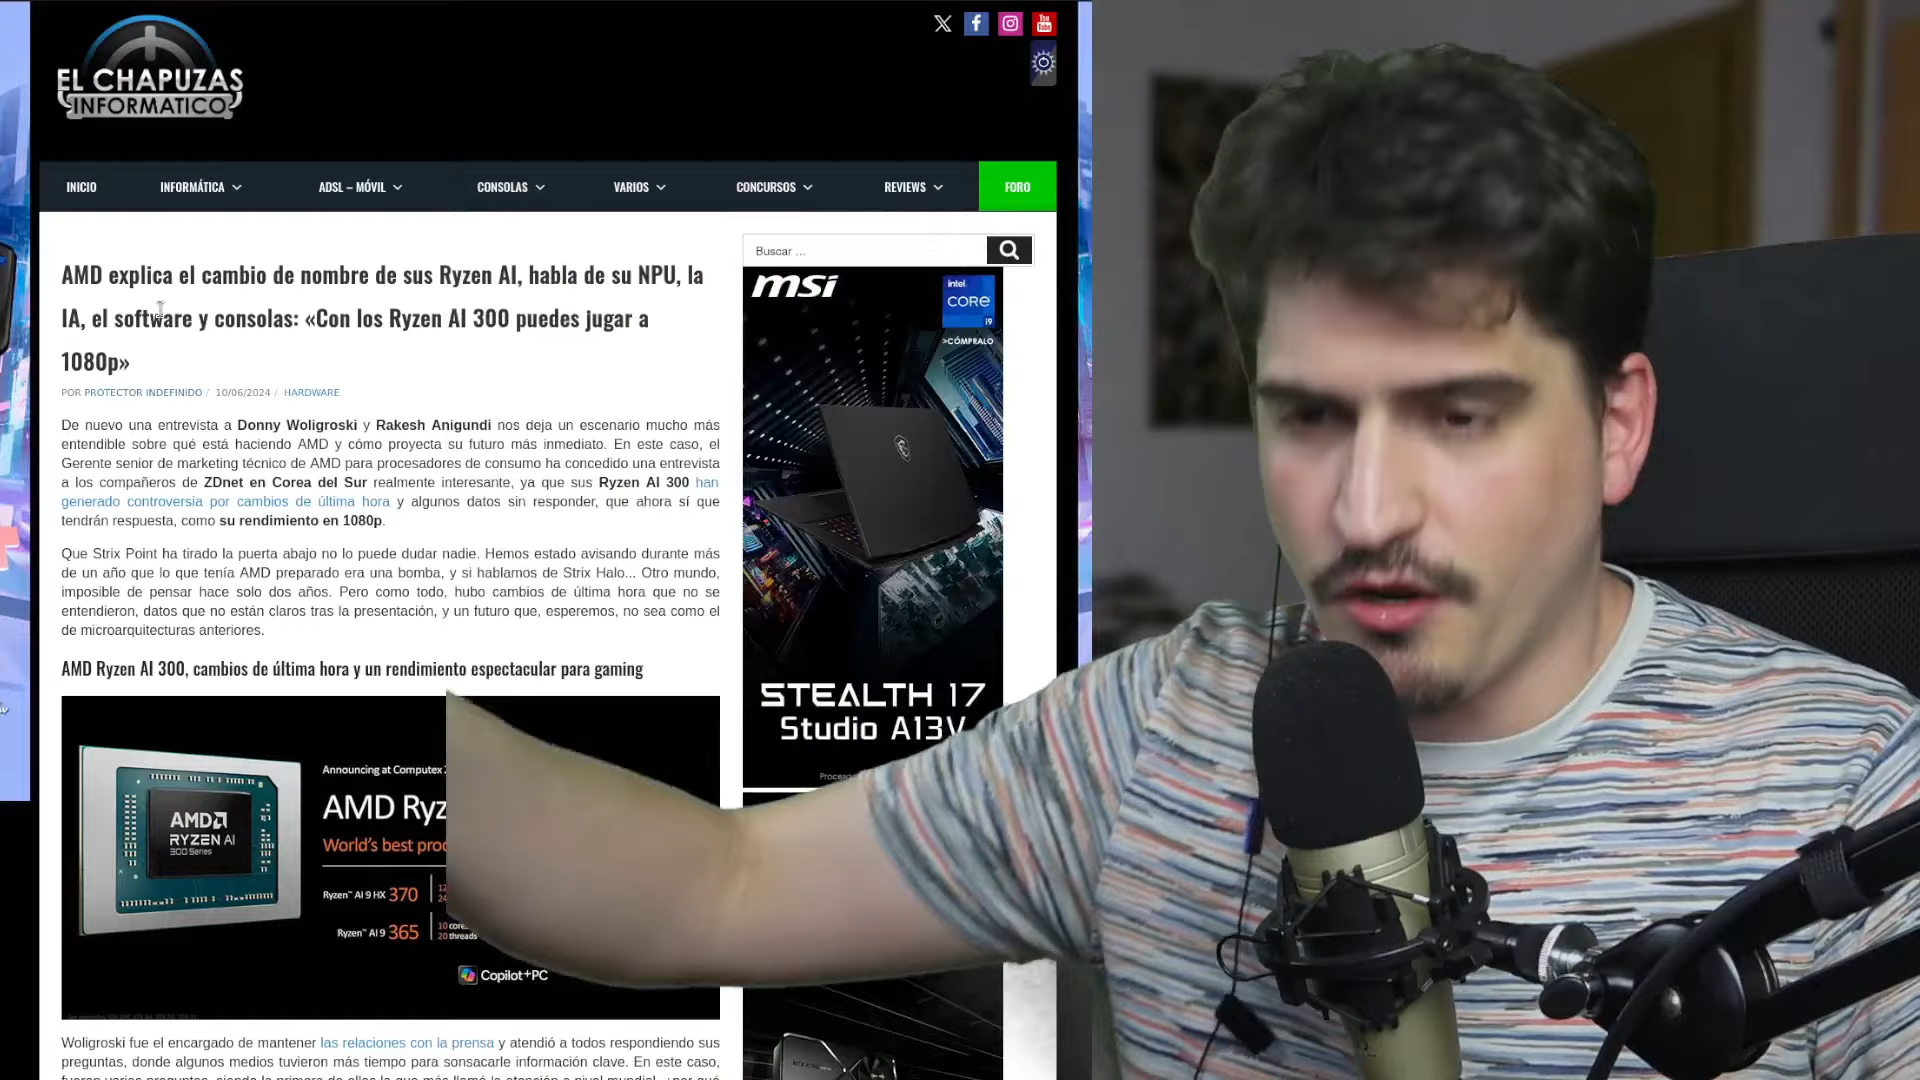 EL CHAPUZAS
INFORMATICO
INICIO
INFORMÁTICA
ADSL – MÓVIL
CONSOLAS
VARIOS
CONCURSOS
REVIEWS
FORO
AMD explica el cambio de nombre de sus Ryzen AI, habla de su NPU, la
IA, el software y consolas: «Con los Ryzen AI 300 puedes jugar a
1080p»
POR PROTECTOR INDEFINIDO / 10/06/2024 / HARDWARE
De nuevo una entrevista a Donny Woligroski y Rakesh Anigundi nos deja un escenario mucho más
entendible sobre qué está haciendo AMD y cómo proyecta su futuro más inmediato. En este caso, el
Gerente senior de marketing técnico de AMD para procesadores de consumo ha concedido una entrevista
a los compañeros de ZDnet en Corea del Sur realmente interesante, ya que sus Ryzen AI 300 han
generado controversia por cambios de última hora y algunos datos sin responder, que ahora sí que
tendrán respuesta, como su rendimiento en 1080p.
Que Strix Point ha tirado la puerta abajo no lo puede dudar nadie. Hemos estado avisando durante más
de un año que lo que tenía AMD preparado era una bomba, y si hablamos de Strix Halo... Otro mundo,
imposible de pensar hace solo dos años. Pero como todo, hubo cambios de última hora que no se
entendieron, datos que no están claros tras la presentación, y un futuro que, esperemos, no sea como el
de microarquitecturas anteriores.
AMD Ryzen AI 300, cambios de última hora y un rendimiento espectacular para gaming
AMD
RYZEN AI
300 Series
Announcing at Computex 2
AMD Ryz
World's best proc
Ryzen™ AI 9 HX 370
12
24
Ryzen™ AI 9 365
10 core
20 threads
Copilot+PC
Woligroski fue el encargado de mantener las relaciones con la prensa y atendió a todos respondiendo sus
preguntas, donde algunos medios tuvieron más tiempo para sonsacarle información clave. En este caso,
Buscar ...
msi
intel
CORE
i9
>CÓMPRALO
STEALTH 17
Studio A13V
You
Tube